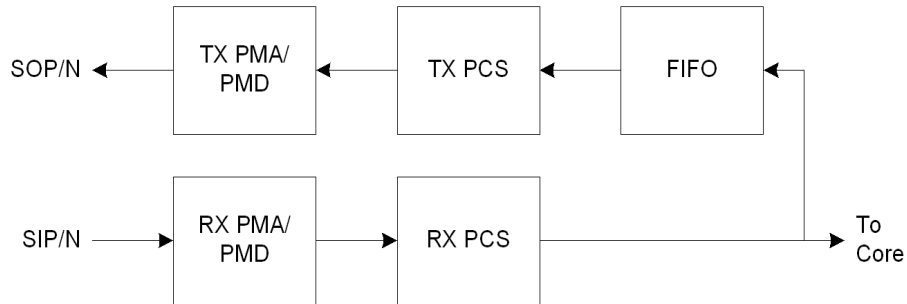 SOP/N
TX PMA/
PMD
TX PCS
FIFO
SIP/N
RX PMA/
PMD
RX PCS
To
Core